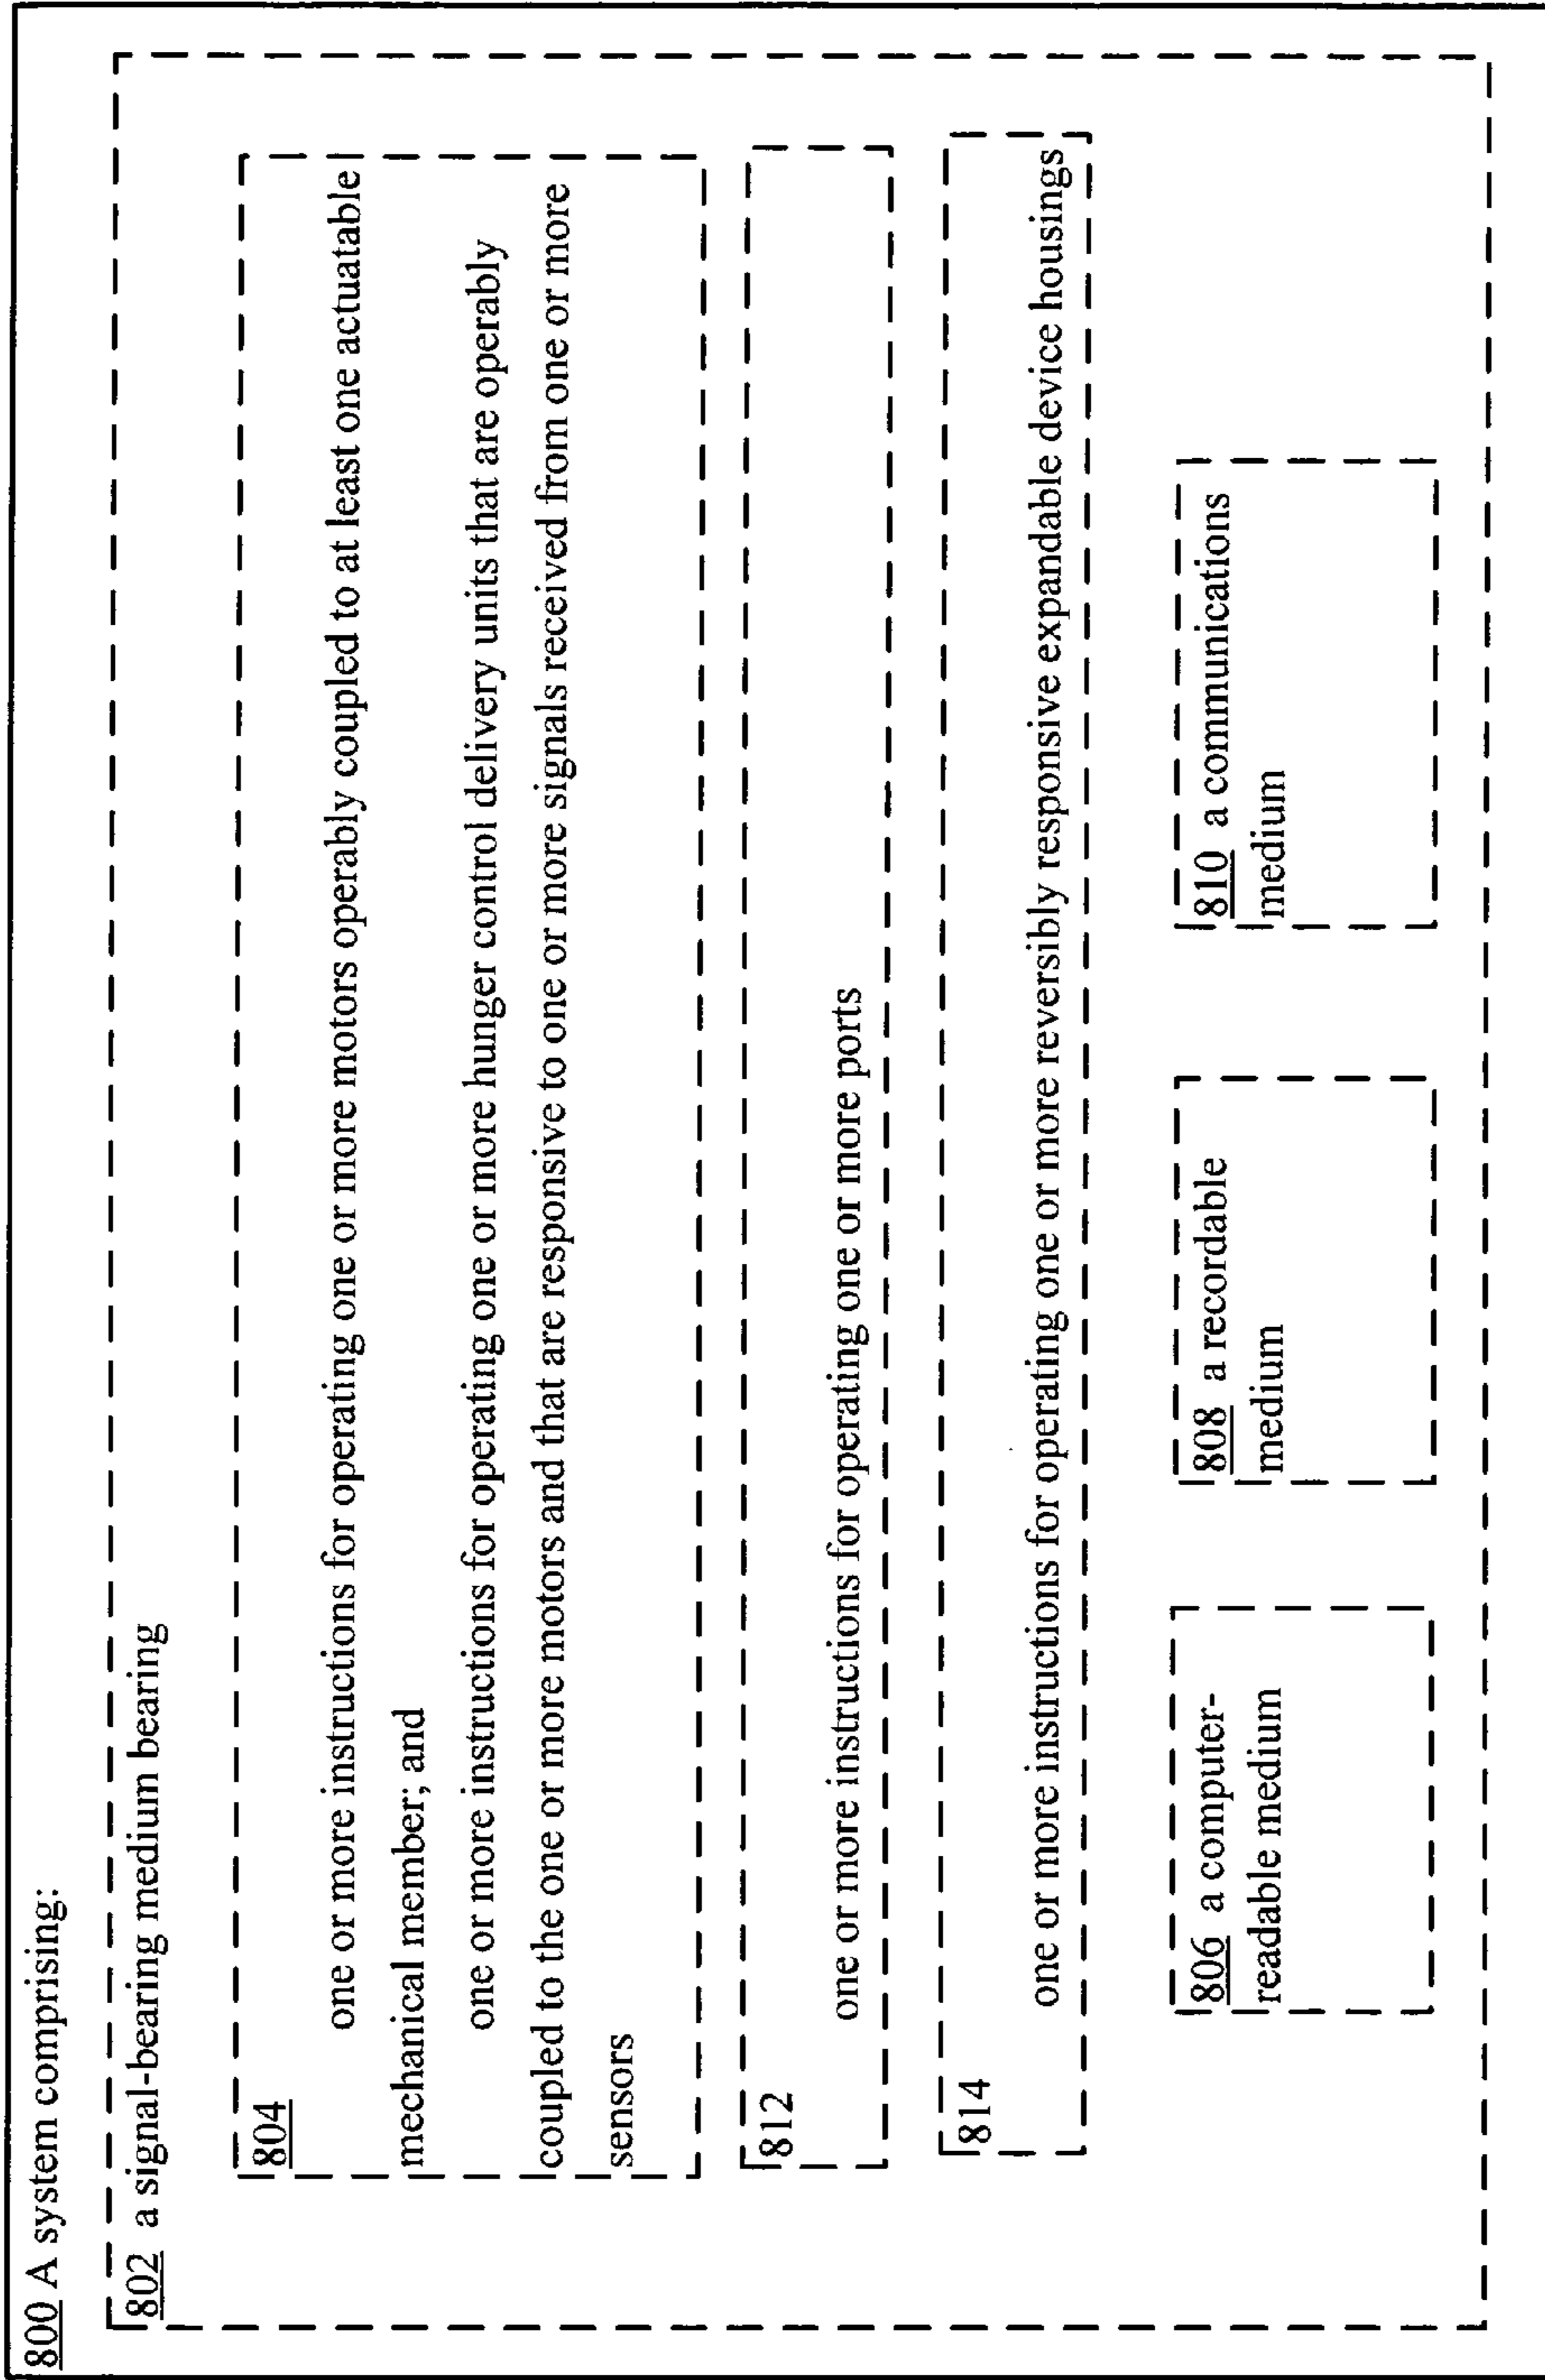 800 A system comprising:
802 a signal-bearing medium bearing
804
one or more instructions for operating one or more motors operably coupled to at least one actuatable
mechanical member; and
one or more instructions for operating one or more hunger control delivery units that are operably
coupled to the one or more motors and that are responsive to one or more signals received from one or more
sensors
812
one or more instructions for operating one or more ports
814
one or more instructions for operating one or more reversibly responsive expandable device housings
806 a computer-
readable medium
808 a recordable
medium
810 a communications
medium